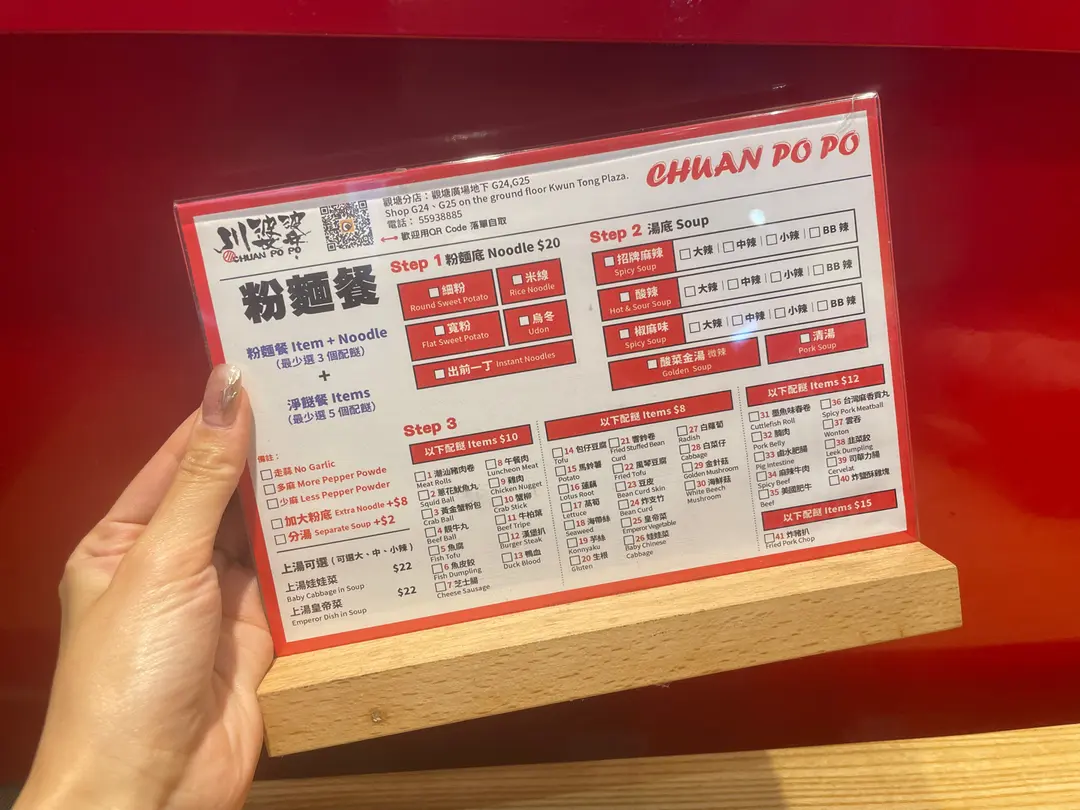 川婆婆
CHUAN PO PO
觀塘分店：觀塘廣場地下 G24,G25
Shop G24、G25 on the ground floor Kwun Tong Plaza.
電話： 55938885
歡迎用QR Code 落單自取
CHUAN PO PO
粉麵餐
粉麵餐 Item + Noodle
（最少選 3 個配餸）
+
淨餸餐 Items
（最少選 5 個配餸）
備註：
走蒜 No Garlic
多麻 More Pepper Powde
少麻 Less Pepper Powder
加大粉底 Extra Noodle +$8
分湯 Separate Soup +$2
上湯可選 (可選大、中、小辣)
上湯娃娃菜 $22
Baby Cabbage in Soup
上湯皇帝菜 $22
Emperor Dish in Soup
Step 1 粉麵底 Noodle $20
細粉
Round Sweet Potato
米線
Rice Noodle
寬粉
Flat Sweet Potato
烏冬
Udon
出前一丁 Instant Noodles
Step 2 湯底 Soup
招牌麻辣
Spicy Soup
大辣 | 中辣 | 小辣 | BB 辣
酸辣
Hot & Sour Soup
大辣 | 中辣 | 小辣 | BB 辣
椒麻味
Spicy Soup
大辣 | 中辣 | 小辣 | BB 辣
酸菜金湯 微辣
Golden Soup
清湯
Pork Soup
Step 3
以下配餸 Items $10
1 潮汕豬肉卷
Meat Rolls
2 蔥花魷魚丸
Squid Ball
3 黃金蟹粉包
Crab Ball
4 靚牛丸
Beef Ball
5 魚腐
Fish Tofu
6 魚皮餃
Fish Dumpling
7 芝士腸
Cheese Sausage
8 午餐肉
Luncheon Meat
9 雞肉
Chicken Nugget
10 蟹柳
Crab Stick
11 牛柏葉
Beef Tripe
12 漢堡扒
Burger Steak
13 鴨血
Duck Blood
以下配餸 Items $8
14 包仔豆腐
Tofu
15 馬鈴薯
Potato
16 蓮藕
Lotus Root
17 萵筍
Lettuce
18 海帶絲
Seaweed
19 芋絲
Konnyaku
20 生根
Gluten
21 響鈴卷
Fried Stuffed Bean
Curd
22 風琴豆腐
Fried Tofu
23 豆皮
Bean Curd Skin
24 炸支竹
Bean Curd
25 皇帝菜
Emperor Vegetable
26 娃娃菜
Baby Chinese
Cabbage
27 白蘿蔔
Radish
28 白菜仔
Cabbage
29 金針菇
Golden Mushroom
30 海鮮菇
White Beech
Mushroom
以下配餸 Items $12
31 墨魚味春卷
Cuttlefish Roll
32 腩肉
Pork Belly
33 鹵水肥腸
Pig Intestine
34 麻辣牛肉
Spicy Beef
35 美國肥牛
Beef
36 台灣麻香貢丸
Spicy Pork Meatball
37 雲吞
Wonton
38 韭菜餃
Leek Dumpling
39 司華力腸
Cervelat
40 炸鹽酥雞塊
以下配餸 Items $15
41 炸豬扒
Fried Pork Chop